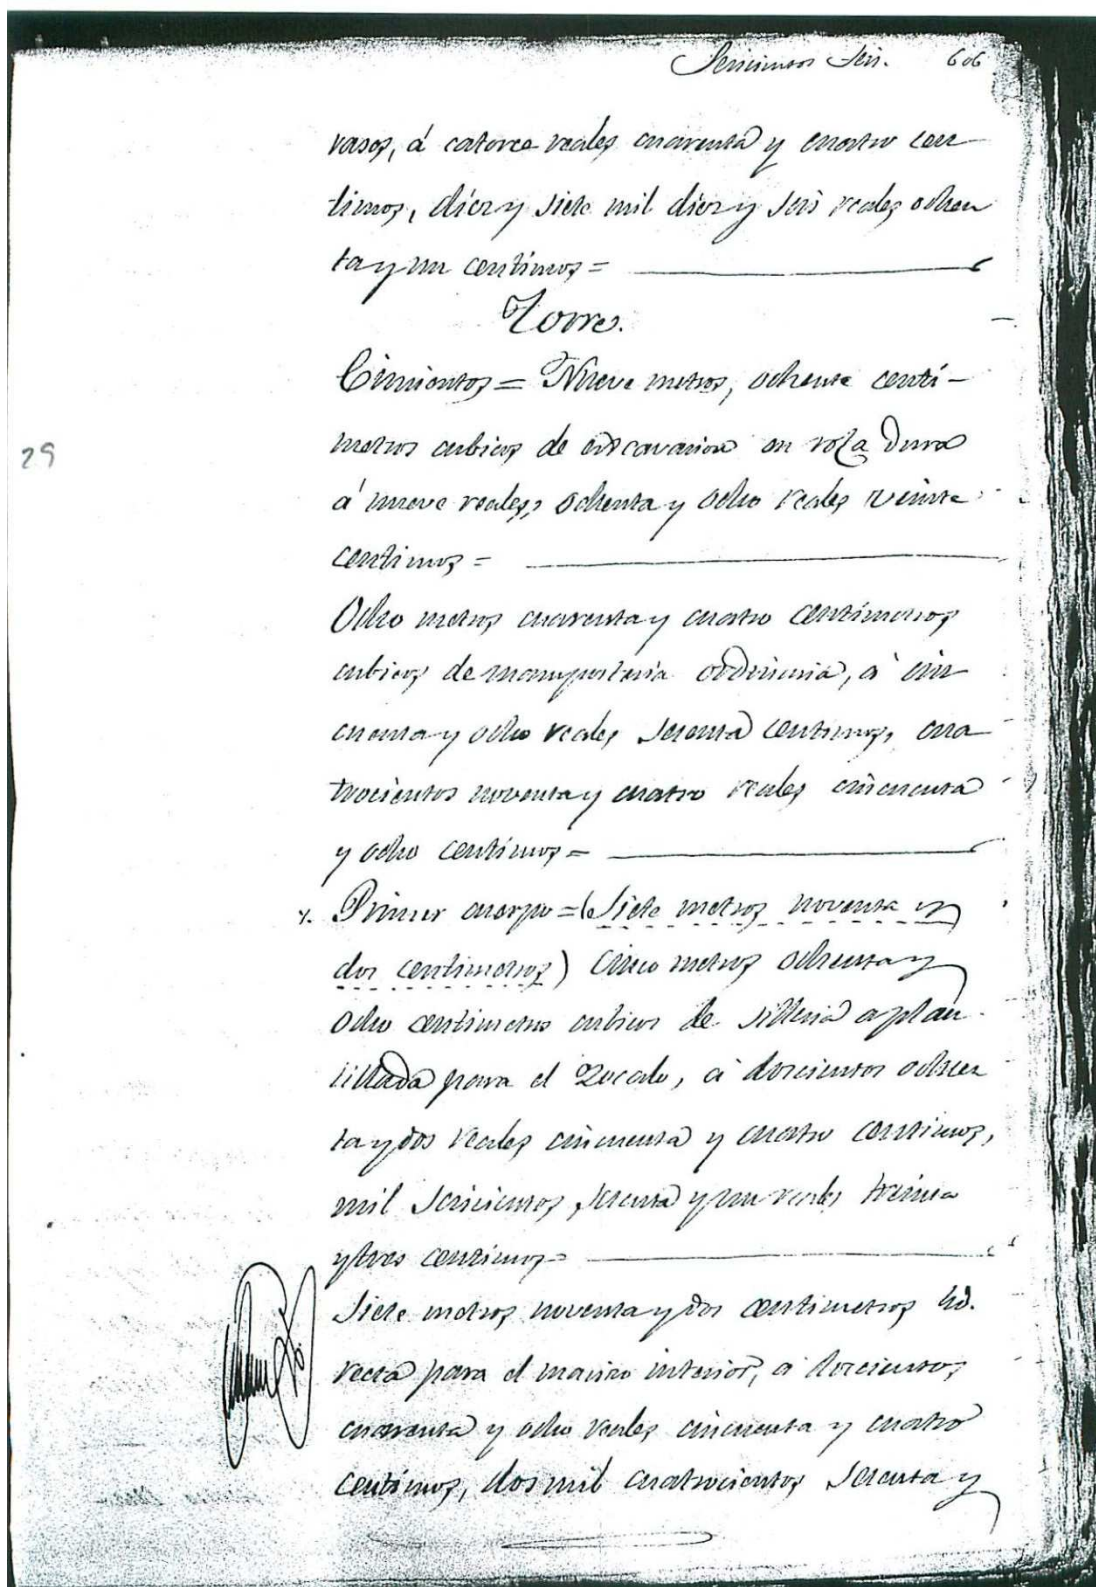 Seiscientos Seis. 606
vasos, á catorce reales cuarenta y cuatro cen
timos, diez y siete mil diez y seis reales ochen
ta y un centimos =
Torre.
Cimientos = Nueve metros, ochenta centí-
metros cubicos de excavacion en roca dura
á nueve reales, ochenta y ocho reales veinte
centimos =
29
Ocho metros cuarenta y cuatro centimetros
cubicos de mamposteria ordinaria, á cin
cuenta y ocho reales sesenta centimos, cua
trocientos noventa y cuatro reales cincuenta
y ocho centimos =
Primer cuerpo = (Siete metros noventa y
dos centimetros) Cinco metros ochenta y
ocho centimetros cubicos de silleria aplan
tillada para el Zocalo, á doscientos ochen
ta y dos reales cincuenta y cuatro centimos,
mil seiscientos, sesenta y un reales treinta
y tres centimos =
Siete metros noventa y dos centimetros id.
recta para el macizo interior, á doscientos,
cuarenta y ocho reales cincuenta y cuatro
centimos, dos mil cuatrocientos sesenta y